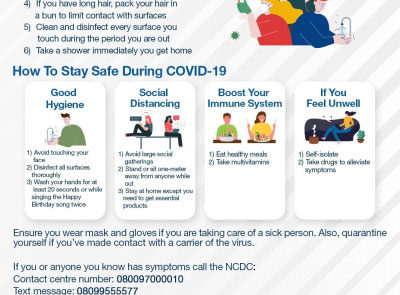 4) If you have long hair, pack your hair in
a bun to limit contact with surfaces
5) Clean and disinfect every surface you
touch during the period you are out
6) Take a shower immediately you get home
How To Stay Safe During COVID-19
Good
Hygiene
1) Avoid touching your
face
2) Disinfect all surfaces
thoroughly
3) Wash your hands for at
least 20 seconds or while
singing the Happy
Birthday song twice
Social
Distancing
1) Avoid large social
gatherings
2) Stand or sit one-meter
away from anyone while
out
3) Stay at home except you
need to get essential
products
Boost Your
Immune System
1) Eat healthy meals
2) Take multivitamins
If You
Feel Unwell
1) Self-isolate
2) Take drugs to alleviate
symptoms
Ensure you wear mask and gloves if you are taking care of a sick person. Also, quarantine
yourself if you've made contact with a carrier of the virus.
If you or anyone you know has symptoms call the NCDC:
Contact centre number: 080097000010
Text message: 08099555577